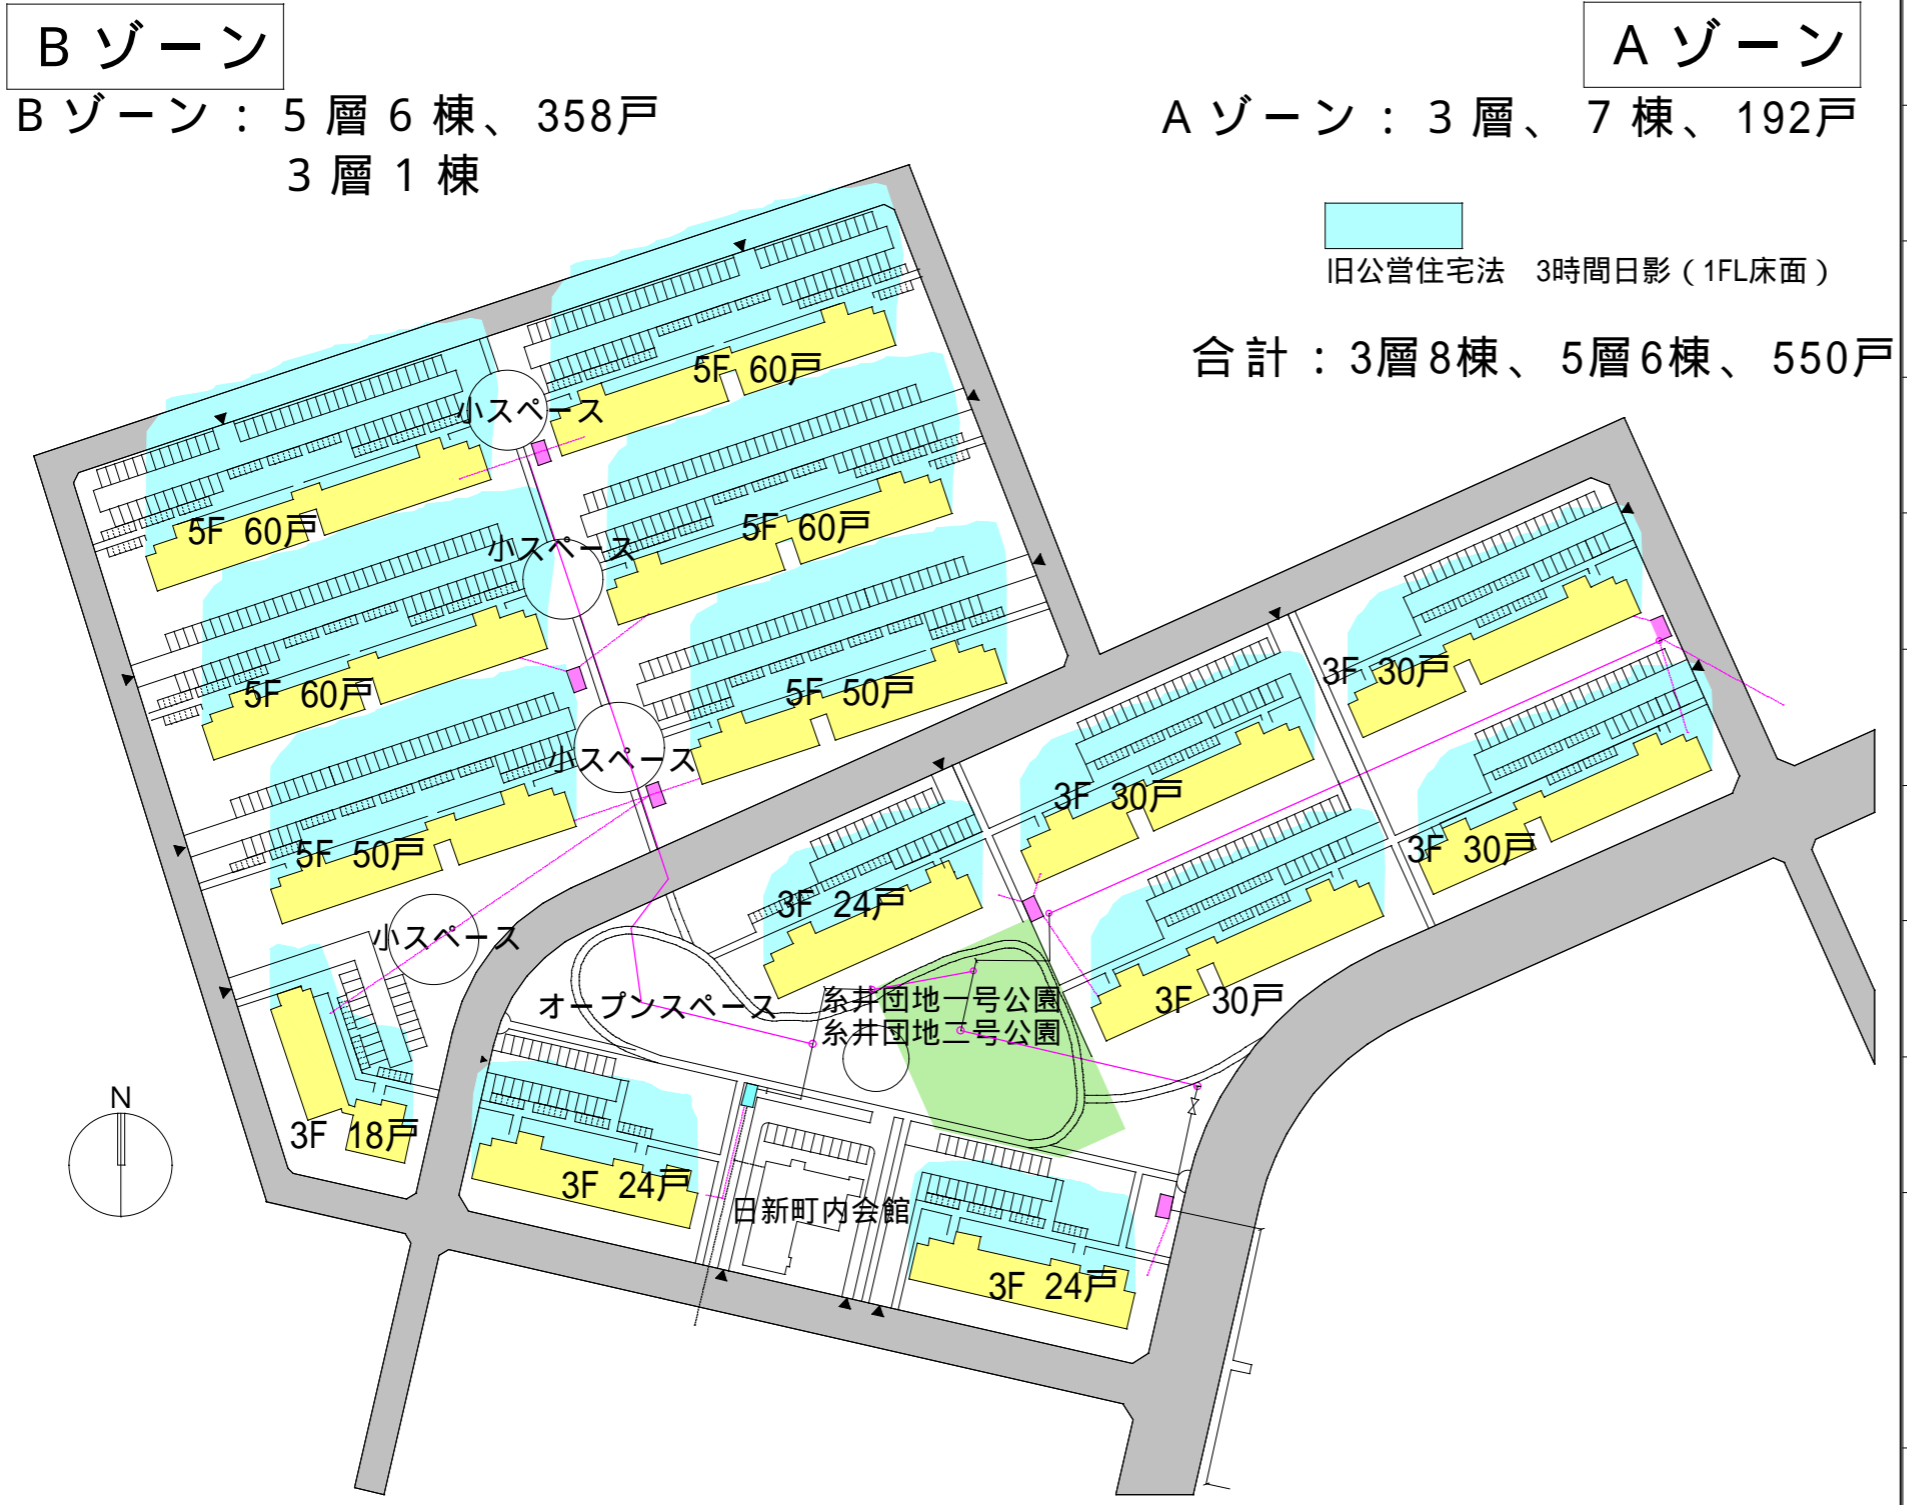 Bゾーン
Aゾーン
Bゾーン：5層6棟、358戸
3層1棟
Aゾーン：3層、7棟、192戸
旧公営住宅法　3時間日影（1FL床面）
合計：3層8棟、5層6棟、550戸
5F 60戸
小スペース
5F 60戸
5F 60戸
小スペース
5F 60戸
5F 50戸
小スペース
5F 50戸
小スペース
3F 18戸
3F 30戸
3F 30戸
3F 30戸
3F 24戸
3F 30戸
オープンスペース
糸井団地一号公園
糸井団地二号公園
3F 24戸
日新町内会館
3F 24戸
N